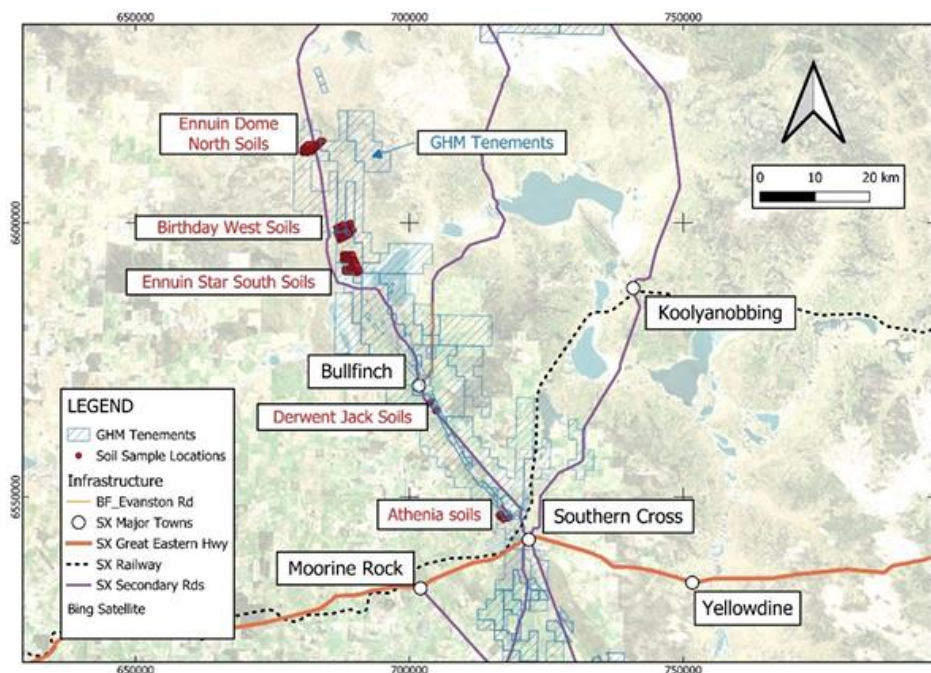 650000
700000
750000
Ennuin Dome
North Soils
GHM Tenements
0 10 20 km
6600000
6600000
Birthday West Soils
Ennuin Star South Soils
Koolyanobbing
Bullfinch
Derwent Jack Soils
LEGEND
GHM Tenements
Soil Sample Locations
Infrastructure
BF_Evanston Rd
SX Major Towns
SX Great Eastern Hwy
SX Railway
SX Secondary Rds
Bing Satellite
6550000
6550000
Athenia soils
Southern Cross
Moorine Rock
Yellowdine
650000
700000
750000